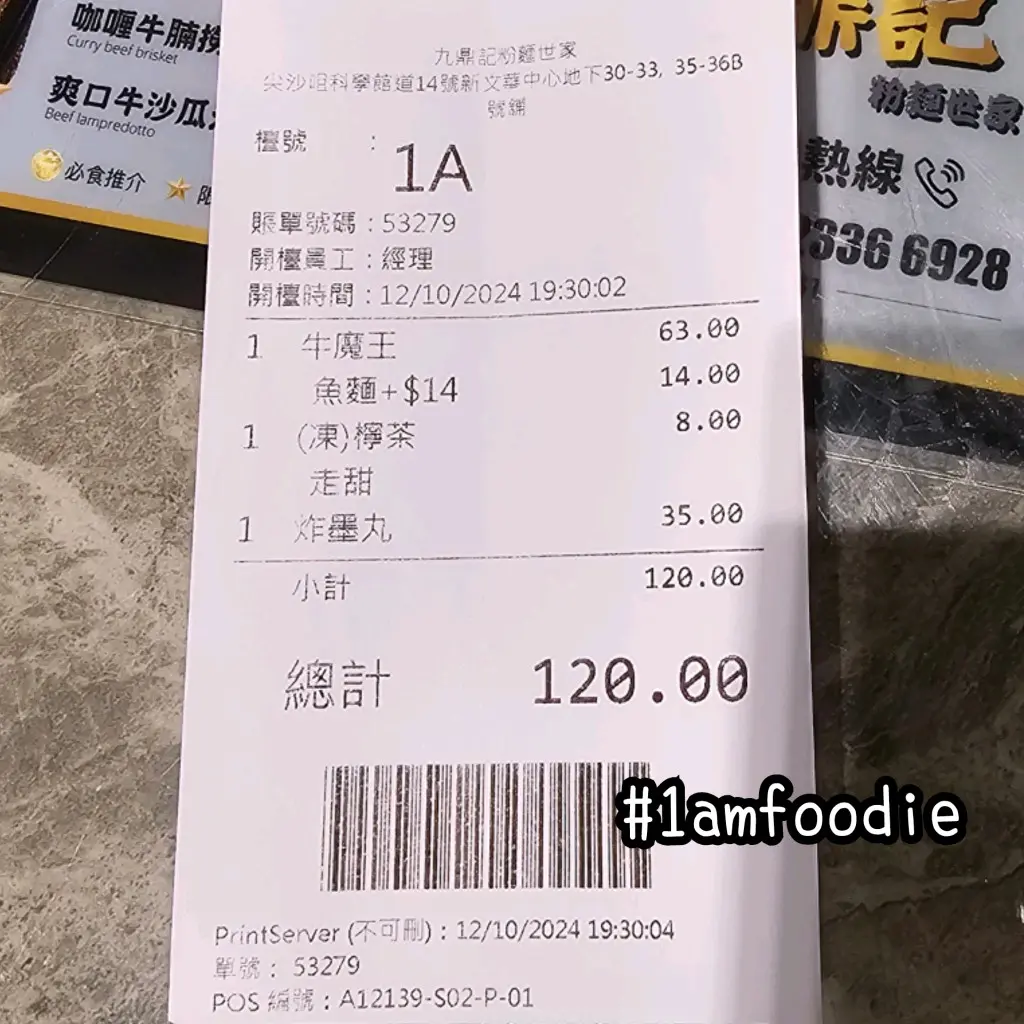 咖喱牛腩撈
Curry beef brisket
爽口牛沙瓜
Beef lampredotto
必食推介
限
記
粉麵世家
熱線
2336 6928
九鼎記粉麵世家
尖沙咀科學館道14號新文華中心地下30-33, 35-36B
號鋪
檯號 : 1A
賬單號碼 : 53279
開檯員工 : 經理
開檯時間 : 12/10/2024 19:30:02
1 牛魔王 63.00
魚麵+$14 14.00
1 (凍)檸茶 8.00
走甜
1 炸墨丸 35.00
小計 120.00
總計 120.00
#1amfoodie
PrintServer (不可刪) : 12/10/2024 19:30:04
單號 : 53279
POS 編號 : A12139-S02-P-01